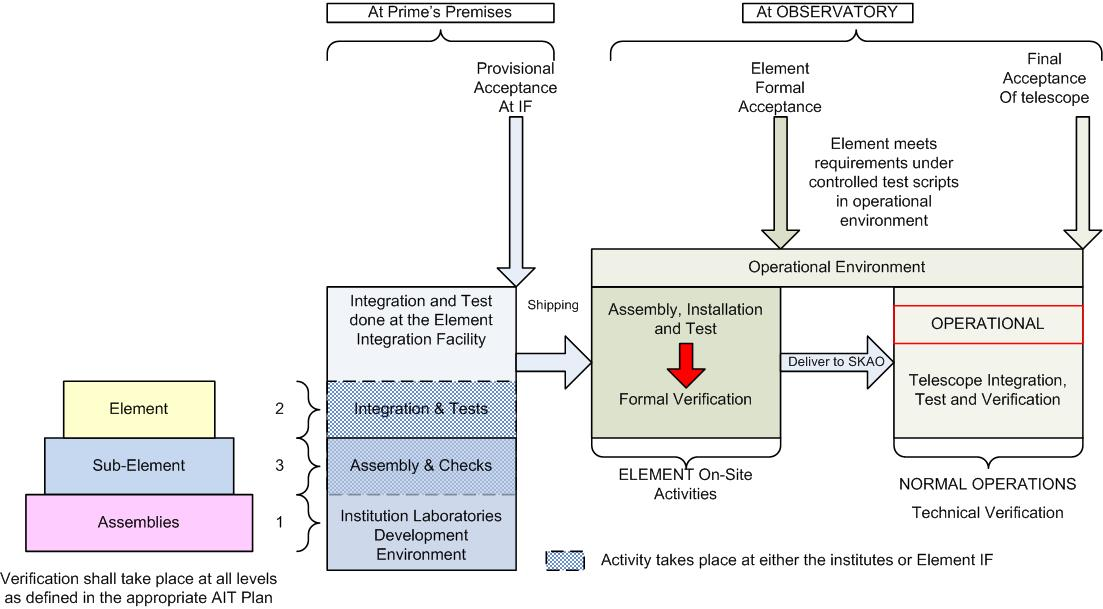 At Prime's Premises
At OBSERVATORY
Provisional
Acceptance
At IF
Element
Formal
Acceptance
Final
Acceptance
Of telescope
Element meets
requirements under
controlled test scripts
in operational
environment
Operational Environment
Integration and Test
done at the Element
Integration Facility
Shipping
Assembly, Installation
and Test
Formal Verification
Deliver to SKAO
OPERATIONAL
Telescope Integration,
Test and Verification
Element
2
Integration & Tests
Sub-Element
3
Assembly & Checks
Assemblies
1
Institution Laboratories
Development
Environment
ELEMENT On-Site
Activities
NORMAL OPERATIONS
Technical Verification
Activity takes place at either the institutes or Element IF
Verification shall take place at all levels
as defined in the appropriate AIT Plan